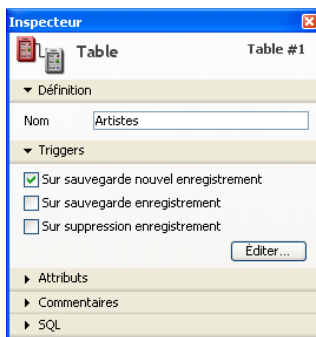 Inspecteur
Table Table #1
Définition
Nom Artistes
Triggers
Sur sauvegarde nouvel enregistrement
Sur sauvegarde enregistrement
Sur suppression enregistrement
Éditer...
Attributs
Commentaires
SQL